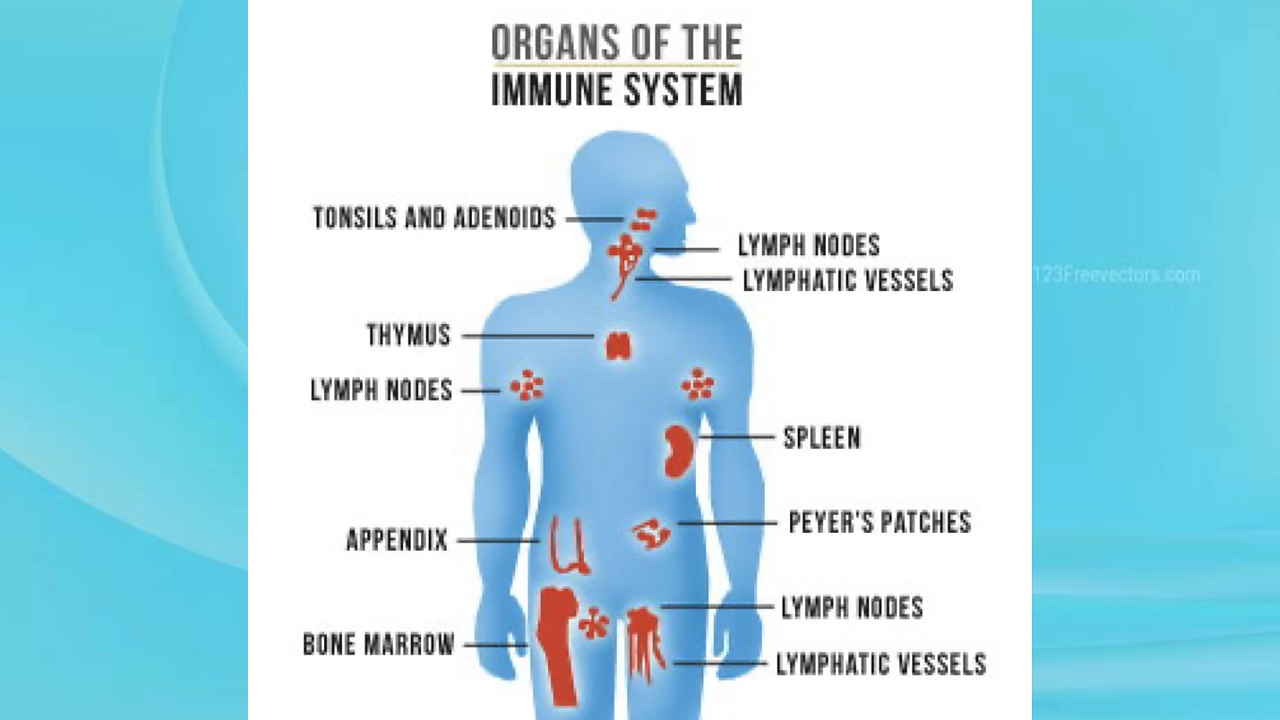 ORGANS OF THE
IMMUNE SYSTEM
TONSILS AND ADENOIDS
LYMPH NODES
LYMPHATIC VESSELS
THYMUS
LYMPH NODES
SPLEEN
PEYER'S PATCHES
APPENDIX
LYMPH NODES
BONE MARROW
LYMPHATIC VESSELS
123Freevectors.com